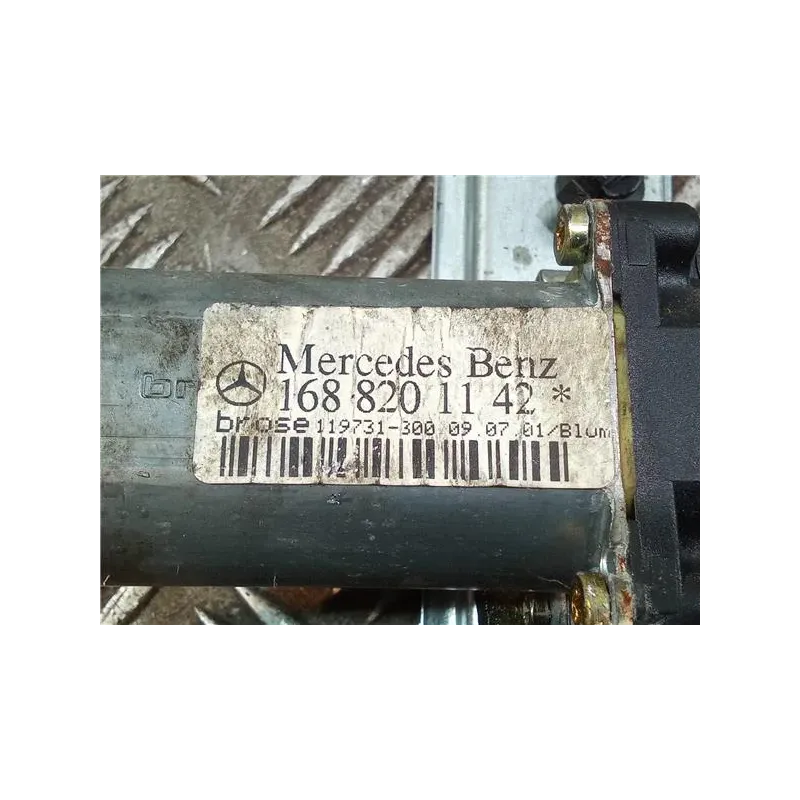 Mercedes Benz
168 820 11 42 *
brose 119731-300 09.07.01/Blum